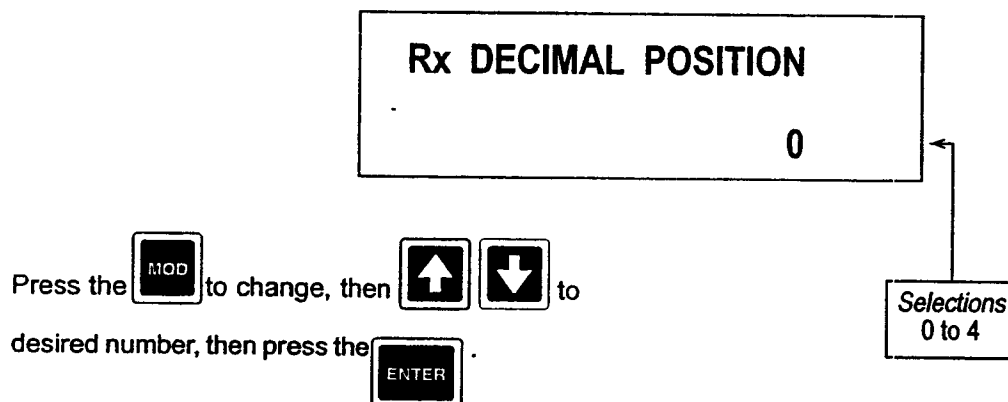 Rx DECIMAL POSITION
0
Press the MOD to change, then to
desired number, then press the ENTER .
Selections
0 to 4